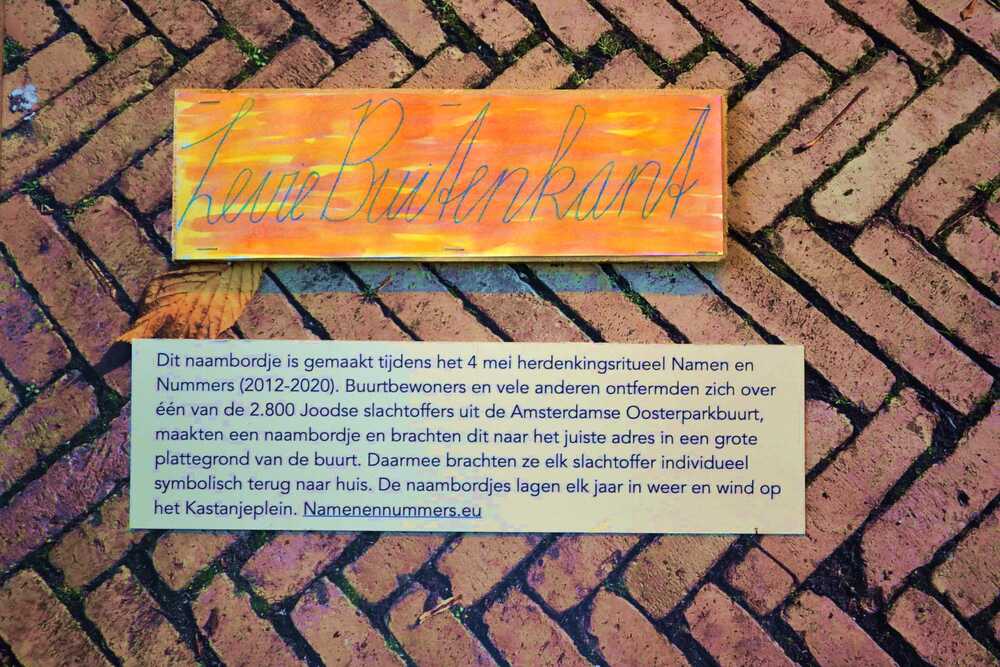 Levie Buitenkant
Dit naambordje is gemaakt tijdens het 4 mei herdenkingsritueel Namen en
Nummers (2012-2020). Buurtbewoners en vele anderen ontfermden zich over
één van de 2.800 Joodse slachtoffers uit de Amsterdamse Oosterparkbuurt,
maakten een naambordje en brachten dit naar het juiste adres in een grote
plattegrond van de buurt. Daarmee brachten ze elk slachtoffer individueel
symbolisch terug naar huis. De naambordjes lagen elk jaar in weer en wind op
het Kastanjeplein. Namenennummers.eu